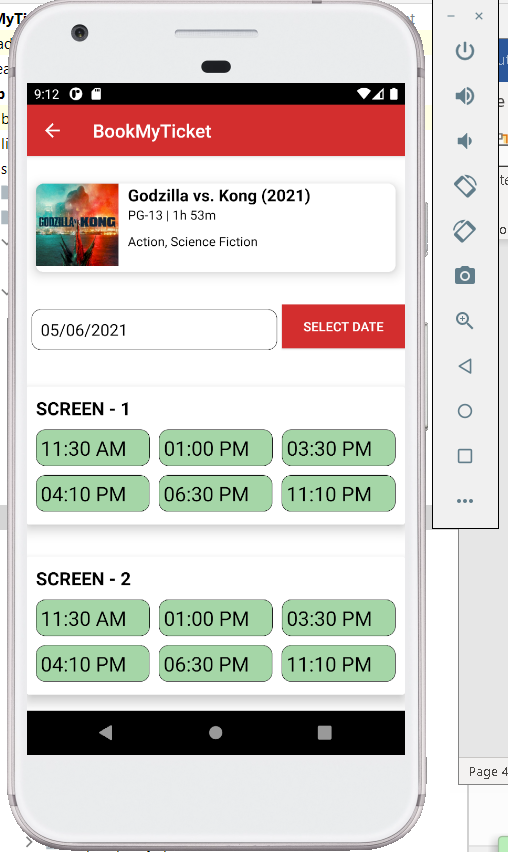 9:12
BookMyTicket
GODZILLA VS. KONG
Godzilla vs. Kong (2021)
PG-13 | 1h 53m
Action, Science Fiction
05/06/2021
SELECT DATE
SCREEN - 1
11:30 AM 01:00 PM 03:30 PM
04:10 PM 06:30 PM 11:10 PM
SCREEN - 2
11:30 AM 01:00 PM 03:30 PM
04:10 PM 06:30 PM 11:10 PM
Page 4